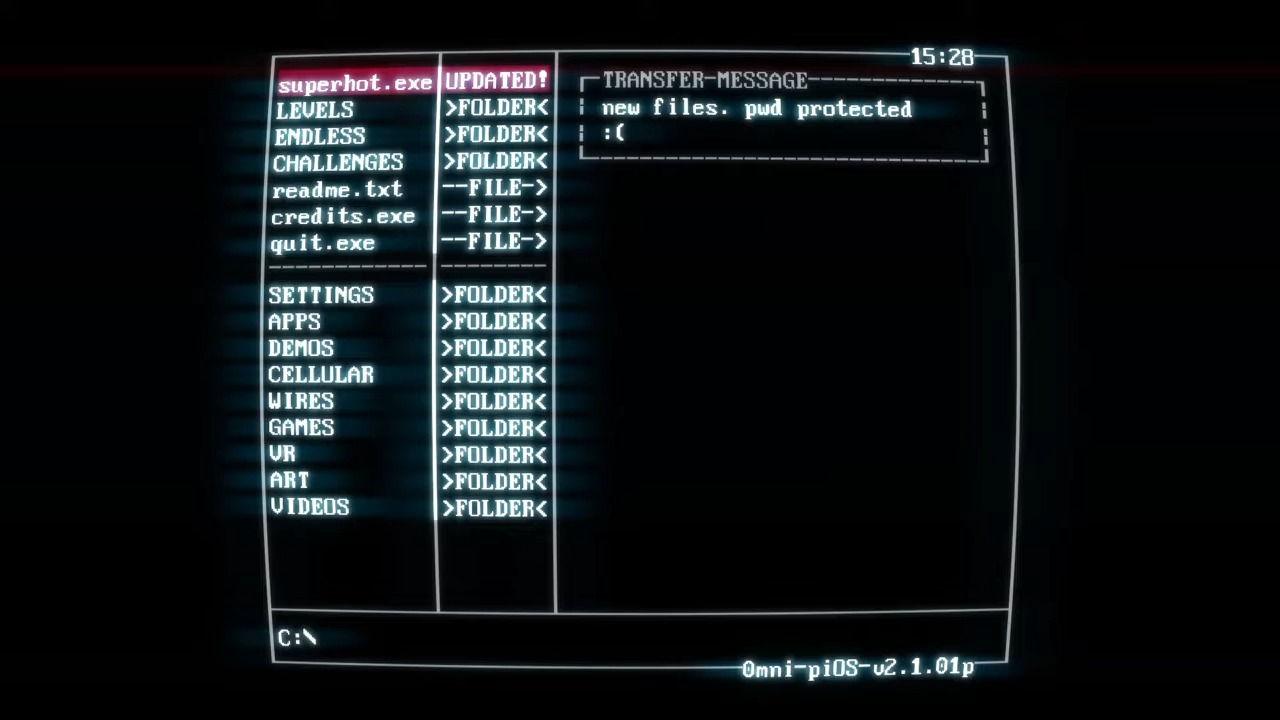 15:28
superhot.exe UPDATED!
LEVELS >FOLDER<
ENDLESS >FOLDER<
CHALLENGES >FOLDER<
readme.txt --FILE->
credits.exe --FILE->
quit.exe --FILE->
SETTINGS >FOLDER<
APPS >FOLDER<
DEMOS >FOLDER<
CELLULAR >FOLDER<
WIRES >FOLDER<
GAMES >FOLDER<
VR >FOLDER<
ART >FOLDER<
VIDEOS >FOLDER<
TRANSFER-MESSAGE
new files. pwd protected
:(
C:\
Omni-piOS-v2.1.01p